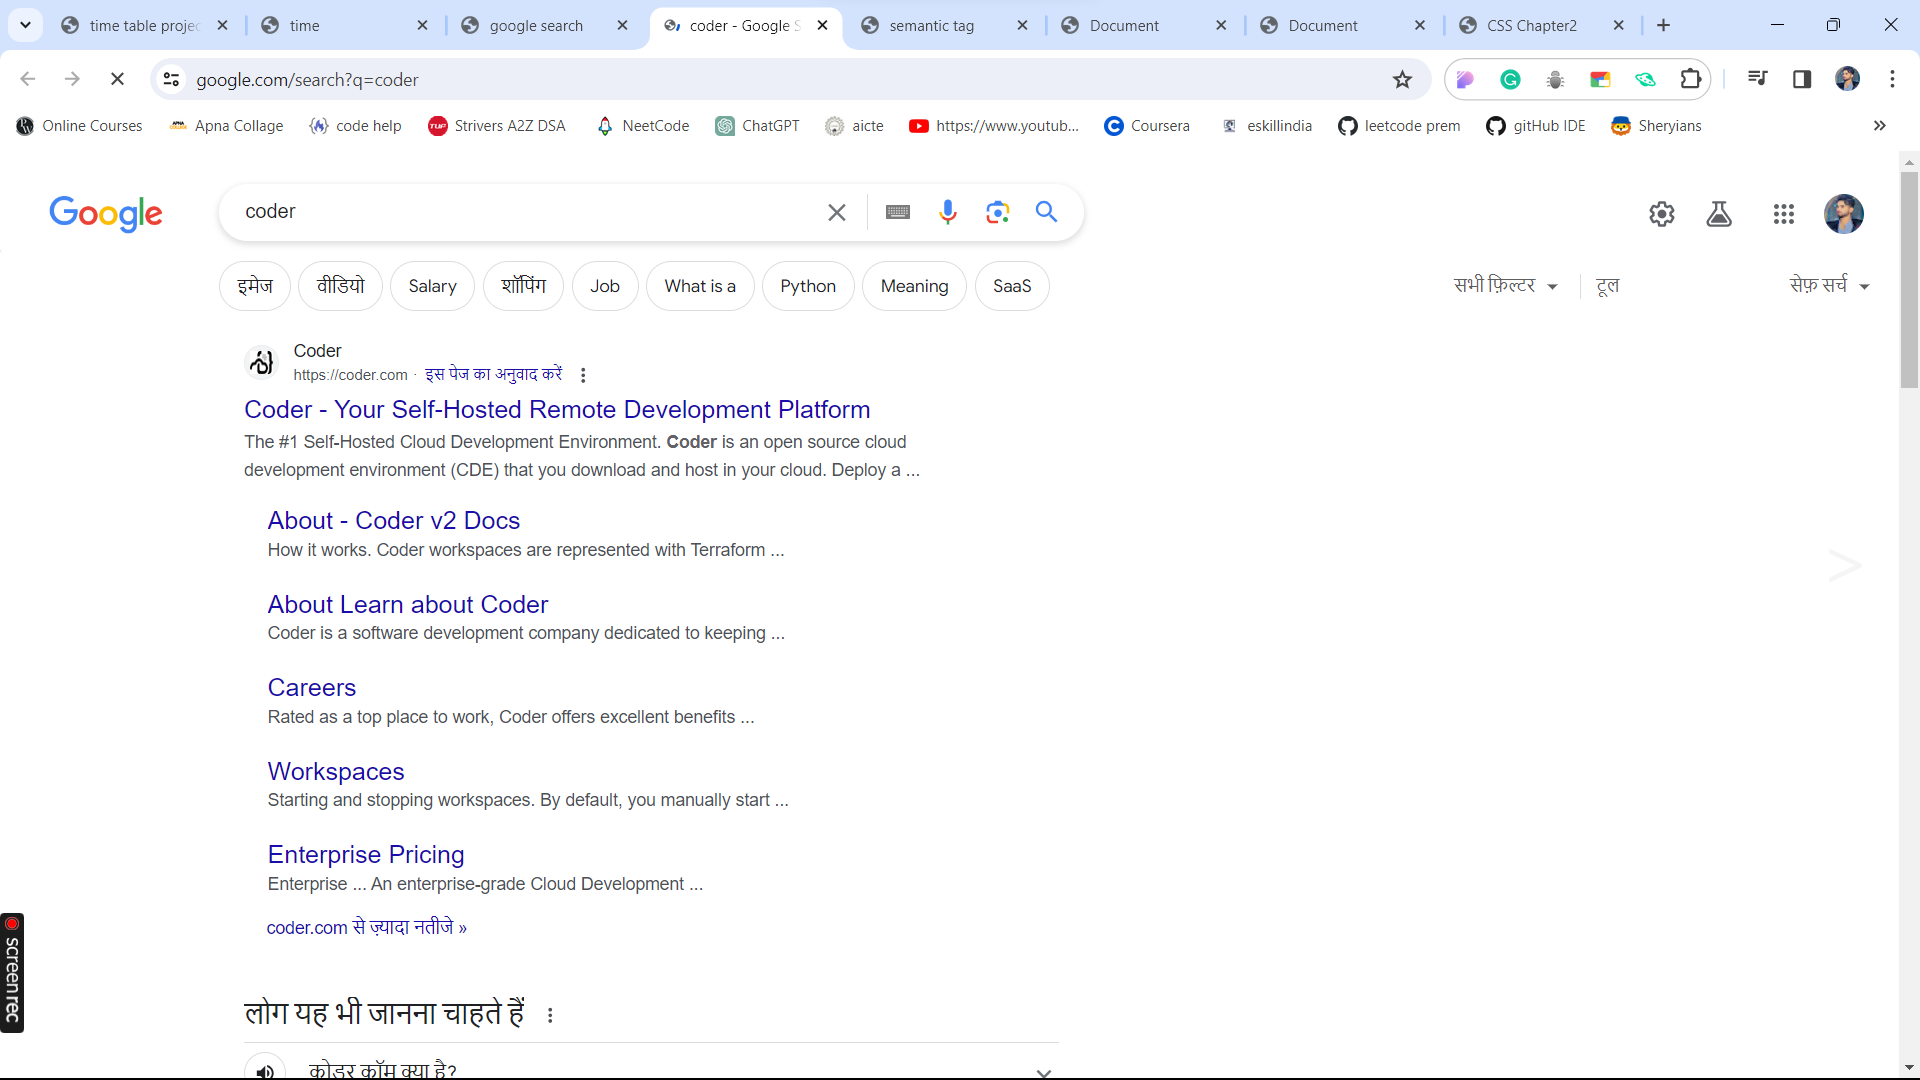 time table projec
time
google search
coder - Google S
semantic tag
Document
Document
CSS Chapter2
google.com/search?q=coder
Online Courses
Apna Collage
code help
TUF
Strivers A2Z DSA
NeetCode
ChatGPT
aicte
https://www.youtub...
Coursera
eskillindia
leetcode prem
gitHub IDE
Sheryians
Google
coder
इमेज
वीडियो
Salary
शॉपिंग
Job
What is a
Python
Meaning
SaaS
सभी फ़िल्टर
टूल
सेफ़ सर्च
Coder
https://coder.com · इस पेज का अनुवाद करें
Coder - Your Self-Hosted Remote Development Platform
The #1 Self-Hosted Cloud Development Environment. Coder is an open source cloud
development environment (CDE) that you download and host in your cloud. Deploy a ...
About - Coder v2 Docs
How it works. Coder workspaces are represented with Terraform ...
About Learn about Coder
Coder is a software development company dedicated to keeping ...
Careers
Rated as a top place to work, Coder offers excellent benefits ...
Workspaces
Starting and stopping workspaces. By default, you manually start ...
Enterprise Pricing
Enterprise ... An enterprise-grade Cloud Development ...
coder.com से ज़्यादा नतीजे »
screenrec
लोग यह भी जानना चाहते हैं
कोडर कॉम क्या है?